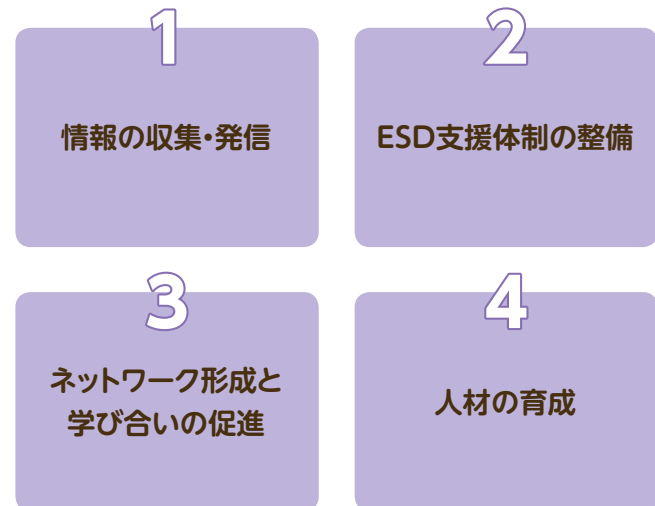 1
情報の収集・発信
2
ESD支援体制の整備
3
ネットワーク形成と
学び合いの促進
4
人材の育成